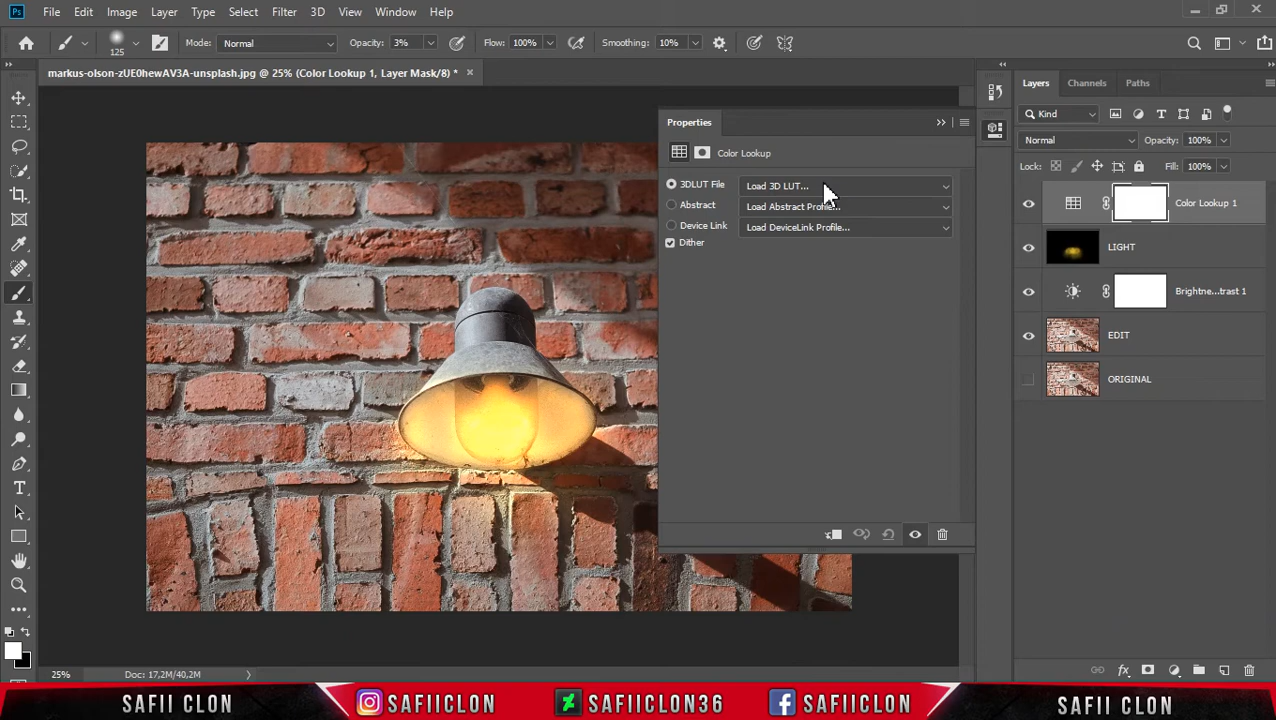 Ps File Edit Image Layer Type Select Filter 3D View Window Help
125 Mode: Normal Opacity: 3% Flow: 100% Smoothing: 10%
markus-olson-zUE0hewAV3A-unsplash.jpg @ 25% (Color Lookup 1, Layer Mask/8) * ×
Properties
Color Lookup
3DLUT File Load 3D LUT...
Abstract Load Abstract Profile...
Device Link Load DeviceLink Profile...
Dither
Layers Channels Paths
Kind
Normal Opacity: 100%
Lock: Fill: 100%
Color Lookup 1
LIGHT
Brightne...trast 1
EDIT
ORIGINAL
25% Doc: 17,2M/40,2M
SAFII CLON SAFIICLON SAFIICLON36 SAFIICLON SAFII CLON